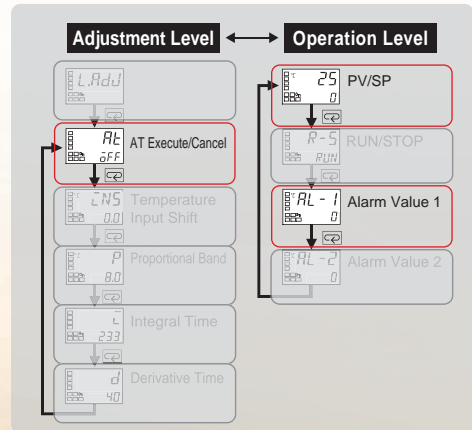 Adjustment Level
Operation Level
L.AdJ
At
oFF
AT Execute/Cancel
INS
0.0
Temperature
Input Shift
P
8.0
Proportional Band
i
233
Integral Time
d
40
Derivative Time
°C
25
0
PV/SP
R-S
RUN
RUN/STOP
AL-1
0
Alarm Value 1
AL-2
0
Alarm Value 2